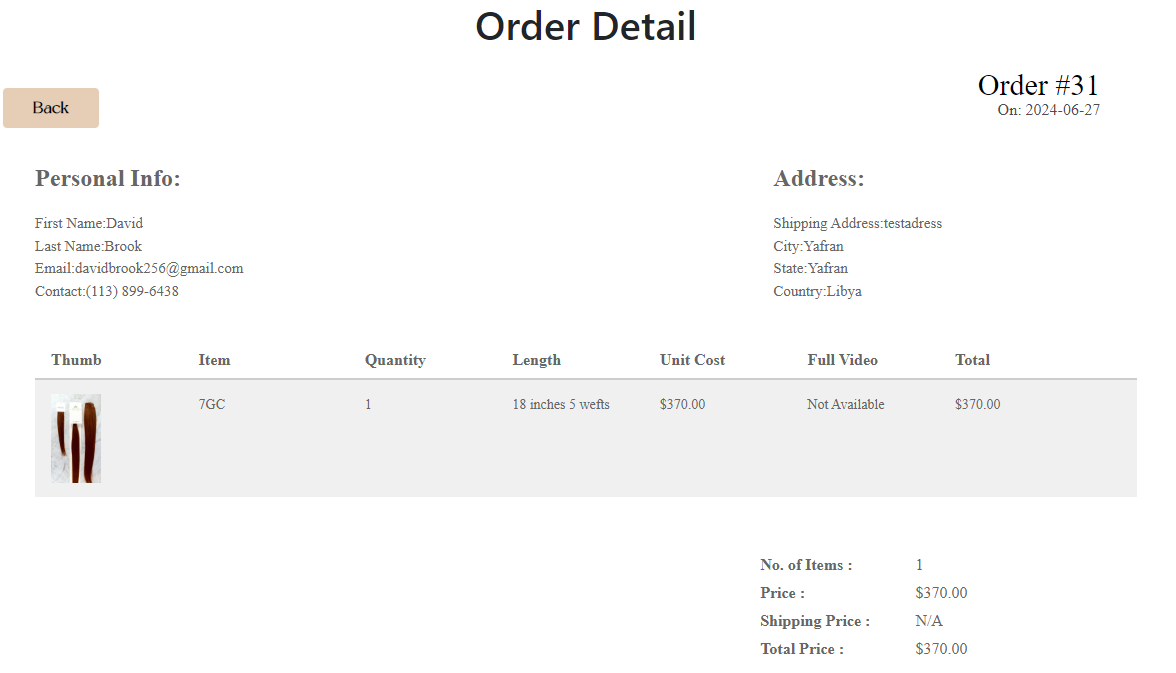 Order Detail
Back
Order #31
On: 2024-06-27
Personal Info:
First Name:David
Last Name:Brook
Email:davidbrook256@gmail.com
Contact:(113) 899-6438
Address:
Shipping Address:testadress
City:Yafran
State:Yafran
Country:Libya
Thumb Item Quantity Length Unit Cost Full Video Total
7GC 1 18 inches 5 wefts $370.00 Not Available $370.00
No. of Items : 1
Price : $370.00
Shipping Price : N/A
Total Price : $370.00